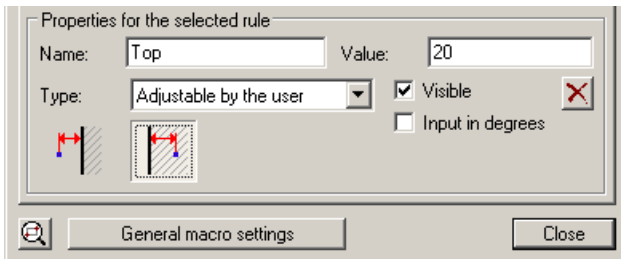 Properties for the selected rule
Name: Top Value: 20
Type: Adjustable by the user Visible
Input in degrees
General macro settings Close